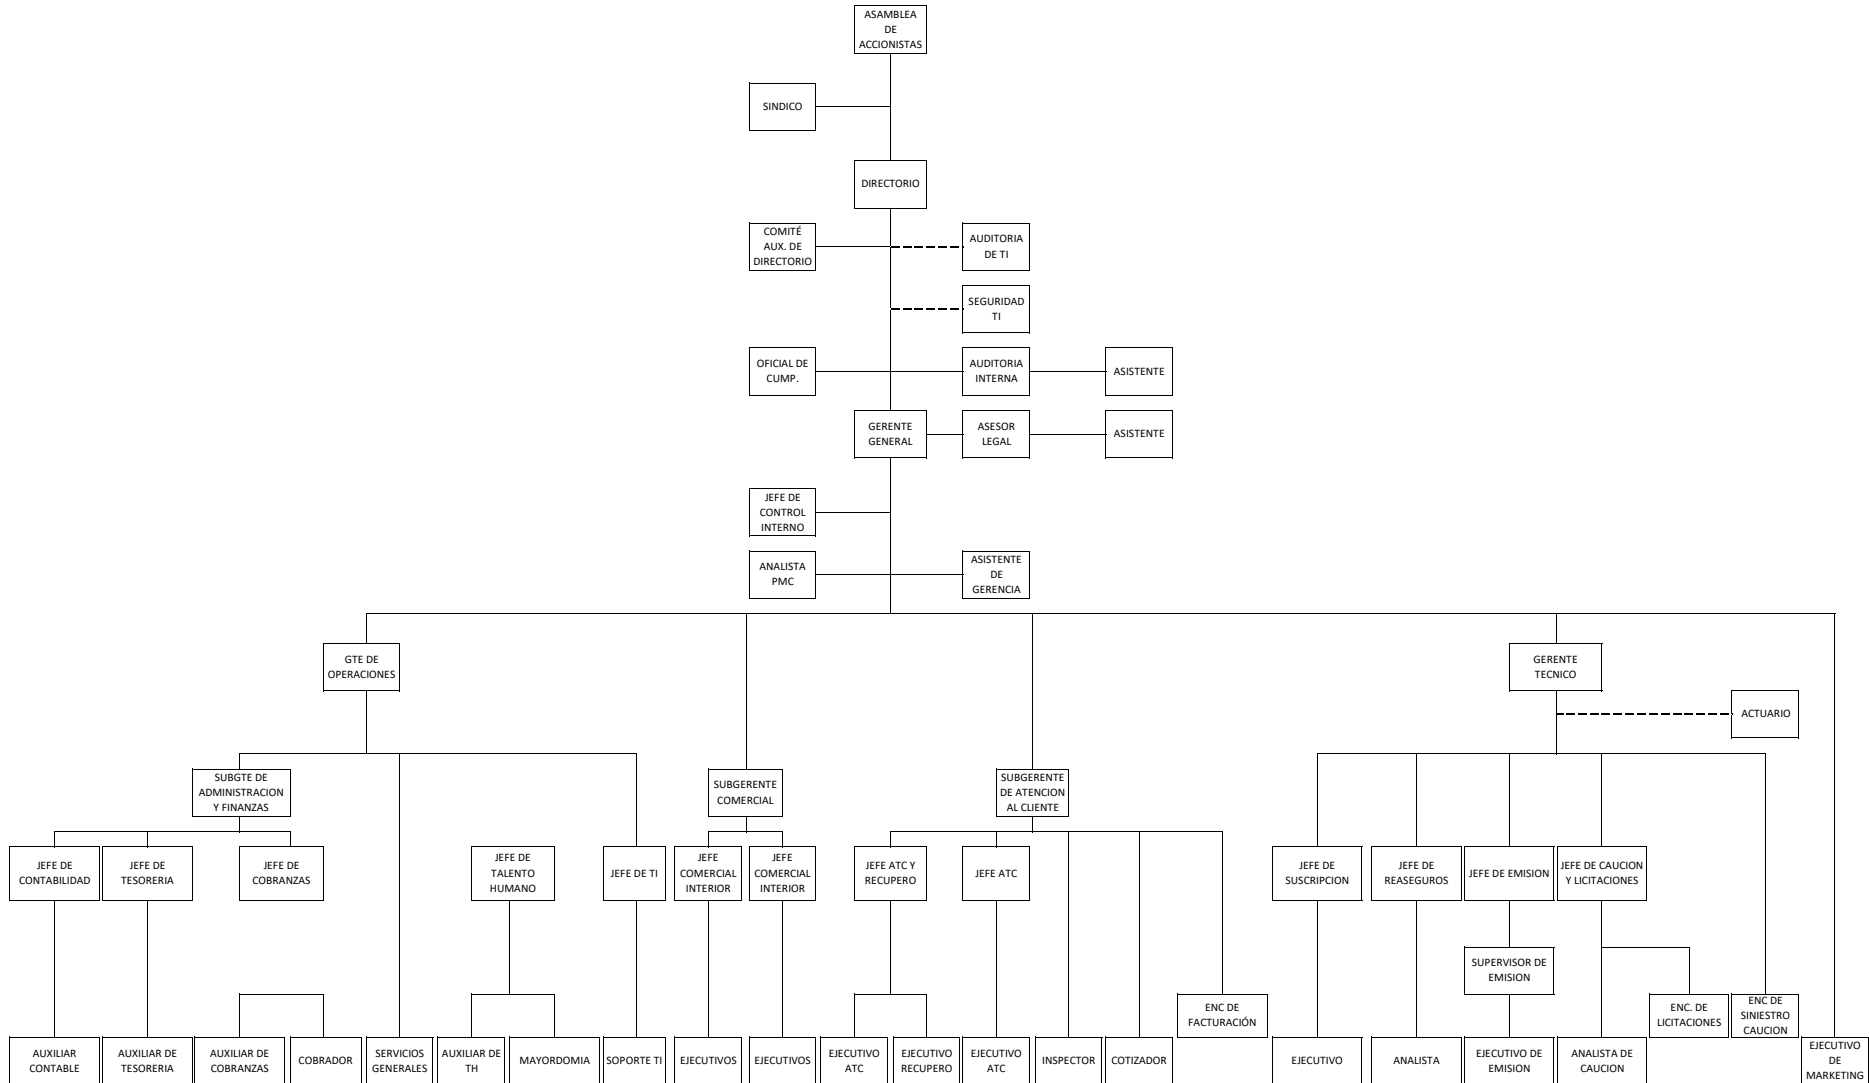 ASAMBLEA
DE
ACCIONISTAS
SINDICO
DIRECTORIO
COMITÉ
AUX. DE
DIRECTORIO
AUDITORIA
DE TI
SEGURIDAD
TI
OFICIAL DE
CUMP.
AUDITORIA
INTERNA
ASISTENTE
GERENTE
GENERAL
ASESOR
LEGAL
ASISTENTE
JEFE DE
CONTROL
INTERNO
ANALISTA
PMC
ASISTENTE
DE
GERENCIA
GTE DE
OPERACIONES
GERENTE
TECNICO
ACTUARIO
SUBGTE DE
ADMINISTRACION
Y FINANZAS
SUBGERENTE
COMERCIAL
SUBGERENTE
DE ATENCION
AL CLIENTE
JEFE DE
CONTABILIDAD
JEFE DE
TESORERIA
JEFE DE
COBRANZAS
JEFE DE
TALENTO
HUMANO
JEFE DE TI
JEFE
COMERCIAL
INTERIOR
JEFE
COMERCIAL
INTERIOR
JEFE ATC Y
RECUPERO
JEFE ATC
JEFE DE
SUSCRIPCION
JEFE DE
REASEGUROS
JEFE DE EMISION
JEFE DE CAUCION
Y LICITACIONES
SUPERVISOR DE
EMISION
ENC DE
FACTURACIÓN
ENC. DE
LICITACIONES
ENC DE
SINIESTRO
CAUCION
AUXILIAR
CONTABLE
AUXILIAR DE
TESORERIA
AUXILIAR DE
COBRANZAS
COBRADOR
SERVICIOS
GENERALES
AUXILIAR DE
TH
MAYORDOMIA
SOPORTE TI
EJECUTIVOS
EJECUTIVOS
EJECUTIVO
ATC
EJECUTIVO
RECUPERO
EJECUTIVO
ATC
INSPECTOR
COTIZADOR
EJECUTIVO
ANALISTA
EJECUTIVO DE
EMISION
ANALISTA DE
CAUCION
EJECUTIVO
DE
MARKETING